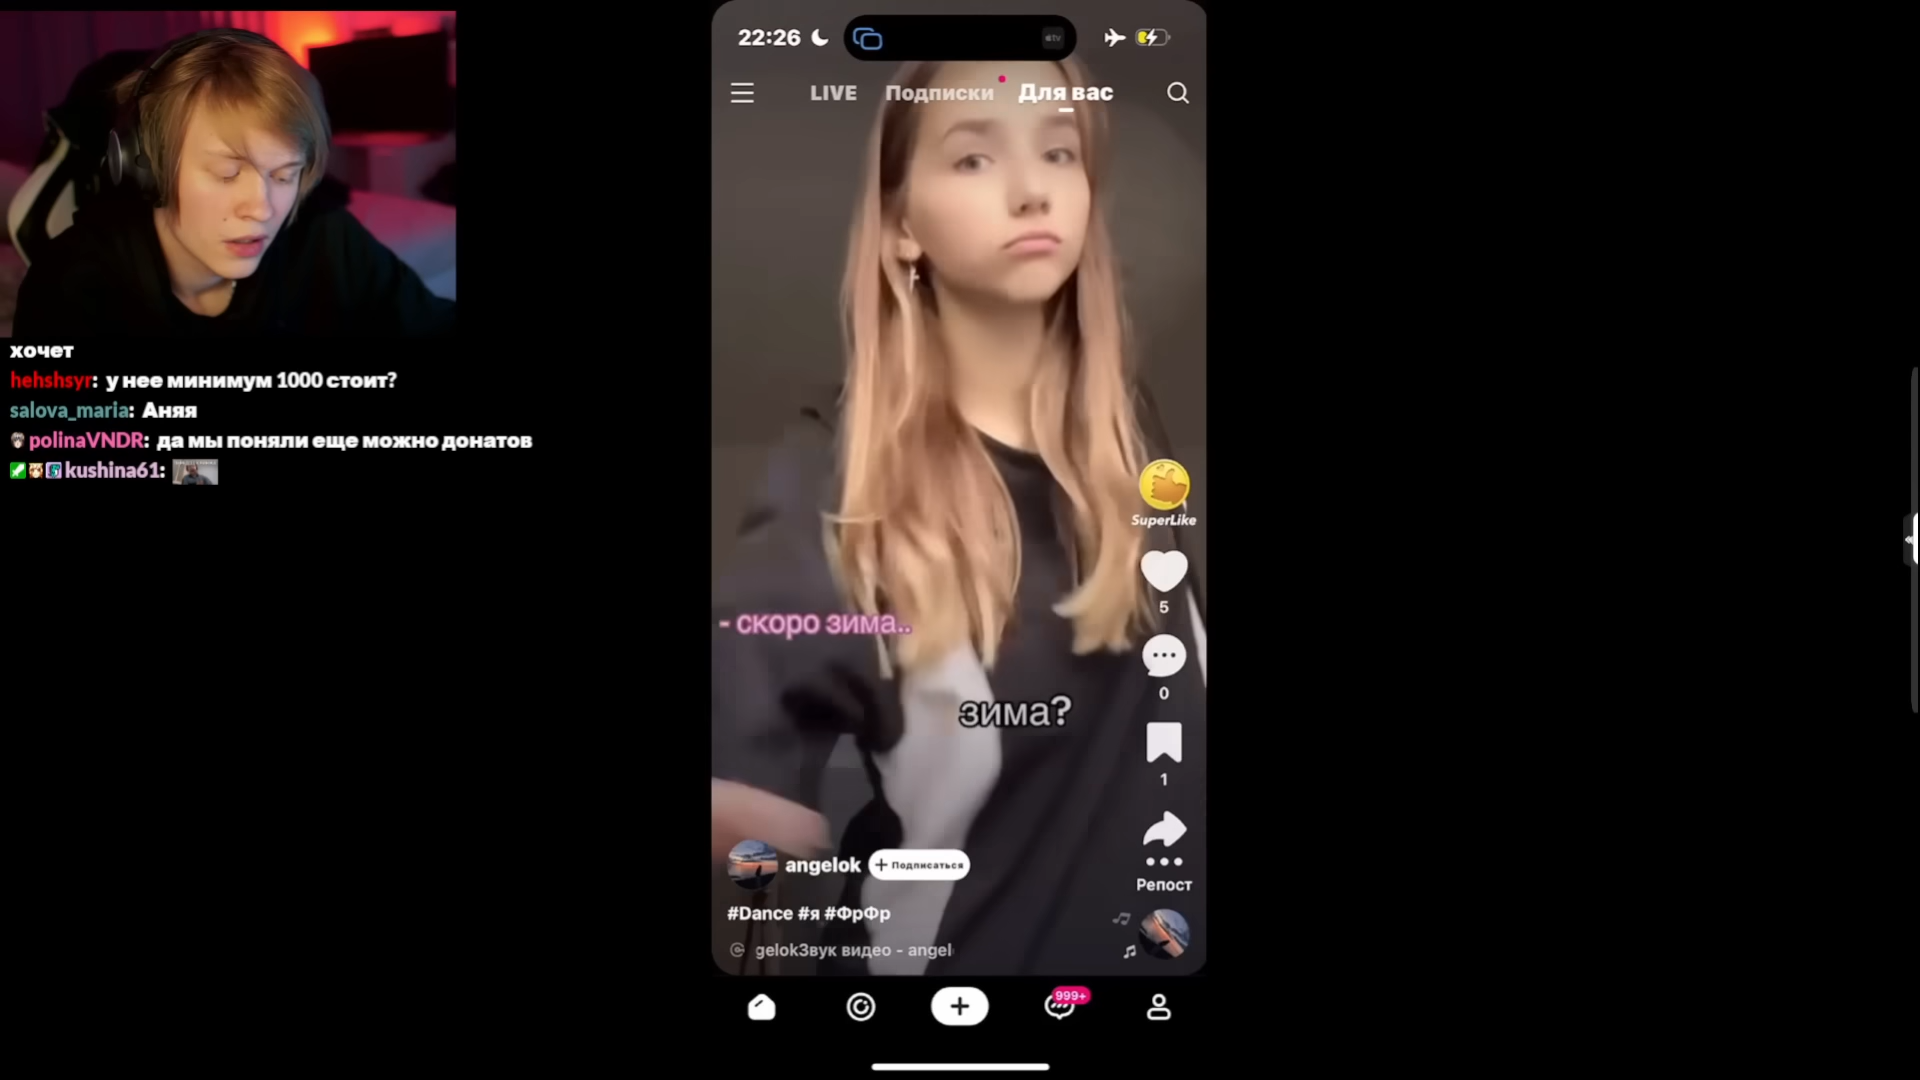 хочет
hehshsyr: у нее минимум 1000 стоит?
salova_maria: Аняя
polinaVNDR: да мы поняли еще можно донатов
kushina61:
22:26
tv
LIVE Подписки Для вас
SuperLike
5
- скоро зима..
0
зима?
1
angelok + Подписаться
Репост
#Dance #я #ФрФр
gelokЗвук видео - angel
999+